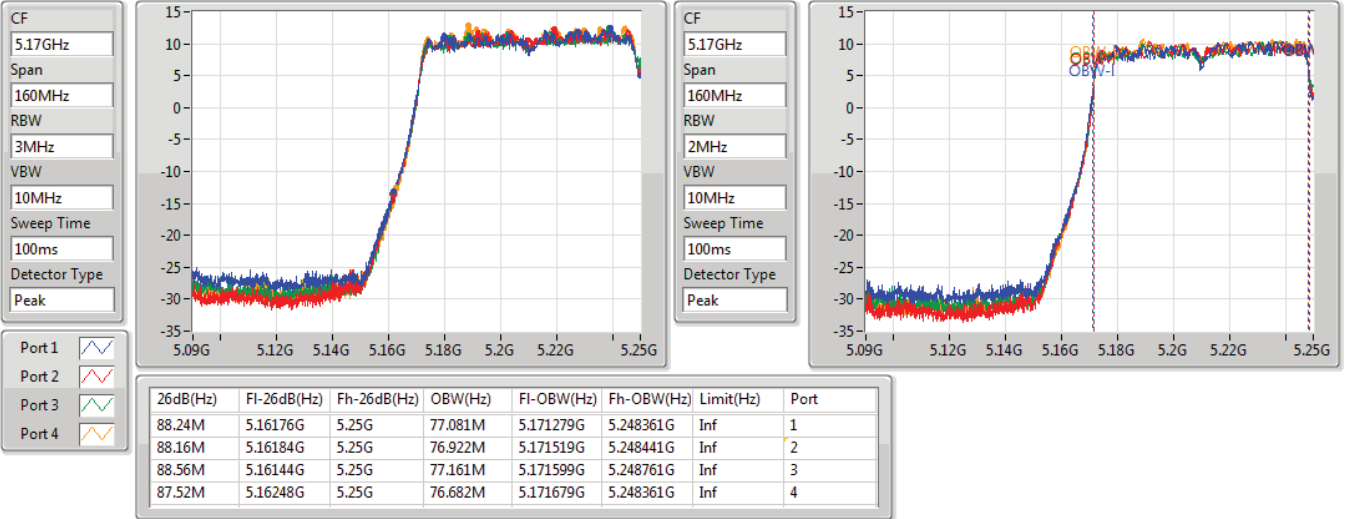 CF
5.17GHz
Span
160MHz
RBW
3MHz
VBW
10MHz
Sweep Time
100ms
Detector Type
Peak
15
10
5
0
-5
-10
-15
-20
-25
-30
-35
5.09G 5.12G 5.14G 5.16G 5.18G 5.2G 5.22G 5.25G
CF
5.17GHz
Span
160MHz
RBW
2MHz
VBW
10MHz
Sweep Time
100ms
Detector Type
Peak
15
10
5
0
-5
-10
-15
-20
-25
-30
-35
5.09G 5.12G 5.14G 5.16G 5.18G 5.2G 5.22G 5.25G
Port 1
Port 2
Port 3
Port 4
26dB(Hz) Fl-26dB(Hz) Fh-26dB(Hz) OBW(Hz) Fl-OBW(Hz) Fh-OBW(Hz) Limit(Hz) Port
88.24M 5.16176G 5.25G 77.081M 5.171279G 5.248361G Inf 1
88.16M 5.16184G 5.25G 76.922M 5.171519G 5.248441G Inf 2
88.56M 5.16144G 5.25G 77.161M 5.171599G 5.248761G Inf 3
87.52M 5.16248G 5.25G 76.682M 5.171679G 5.248361G Inf 4